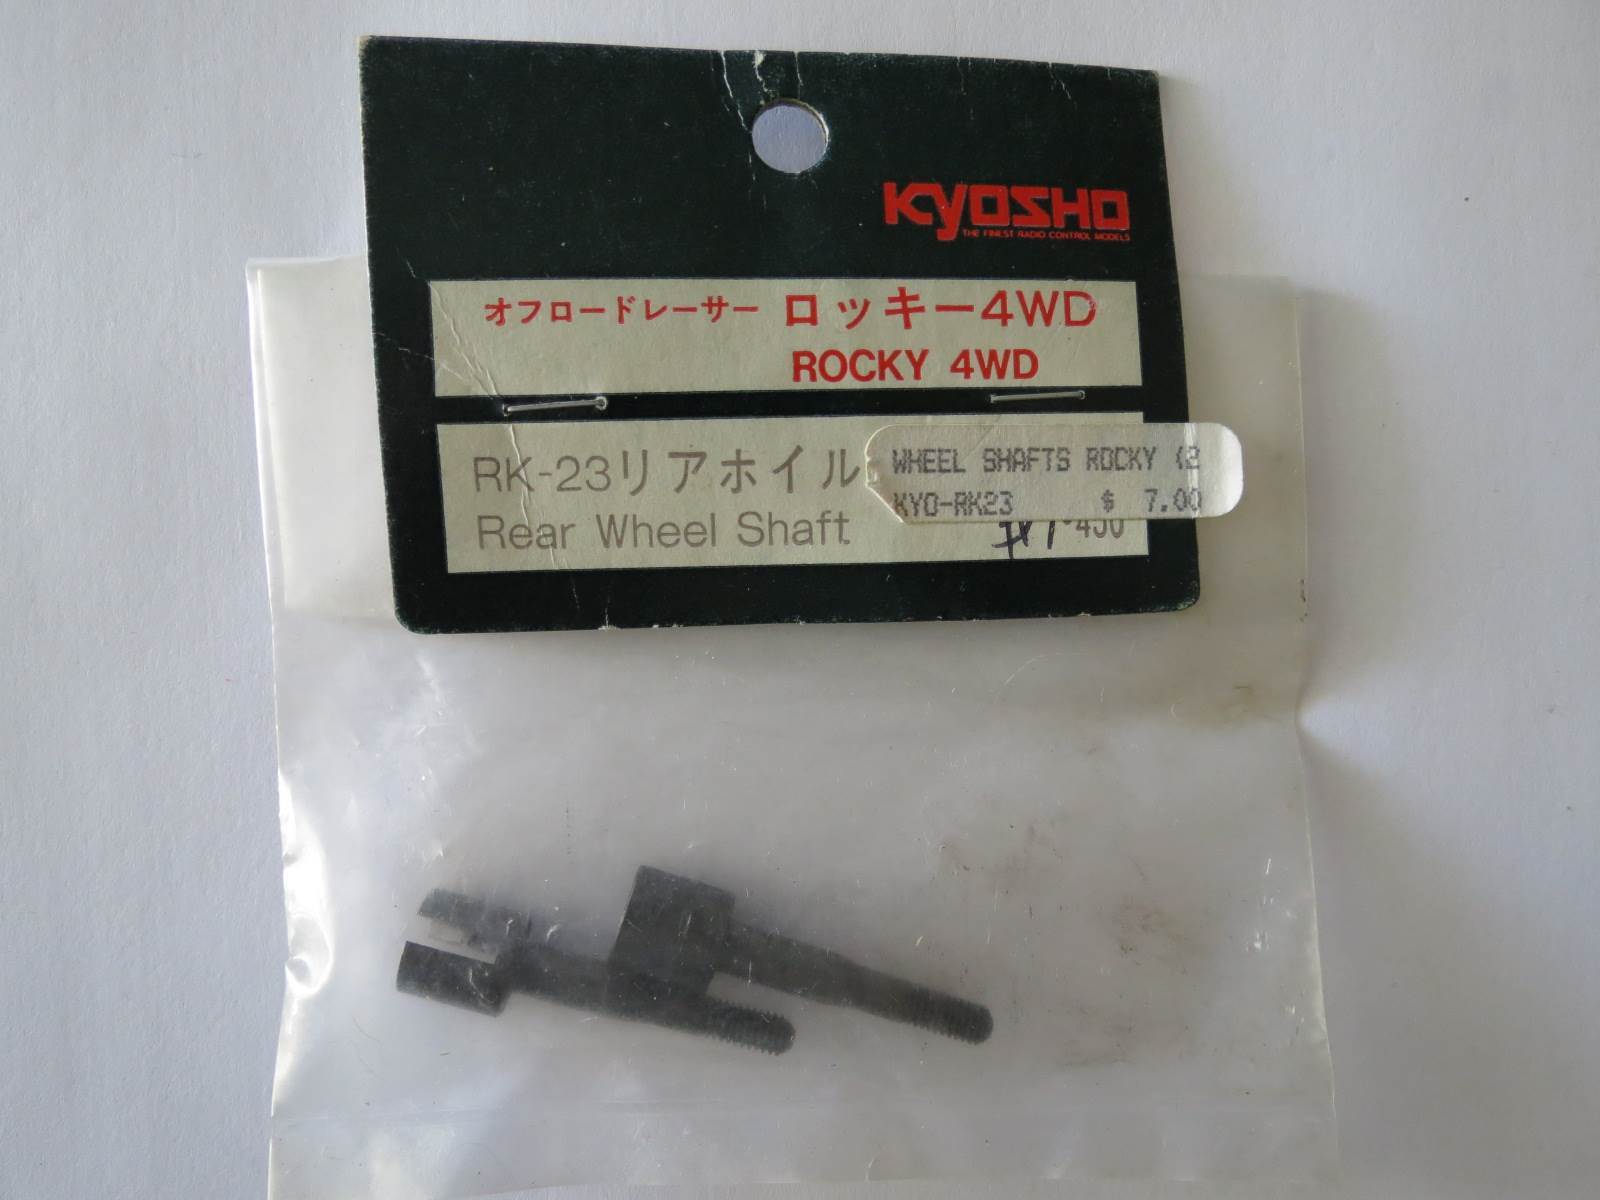 KYOSHO
THE FINEST RADIO CONTROL MODELS
オフロードレーサー ロッキー4WD
ROCKY 4WD
RK-23リアホイル
WHEEL SHAFTS ROCKY (2
KYO-RK23 $ 7.00
Rear Wheel Shaft 450